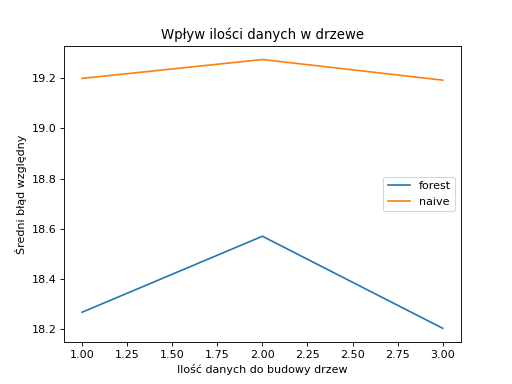 Wpływ ilości danych w drzewe
Średni błąd względny
19.2
19.0
18.8
18.6
18.4
18.2
forest
naive
1.00 1.25 1.50 1.75 2.00 2.25 2.50 2.75 3.00
Ilość danych do budowy drzew